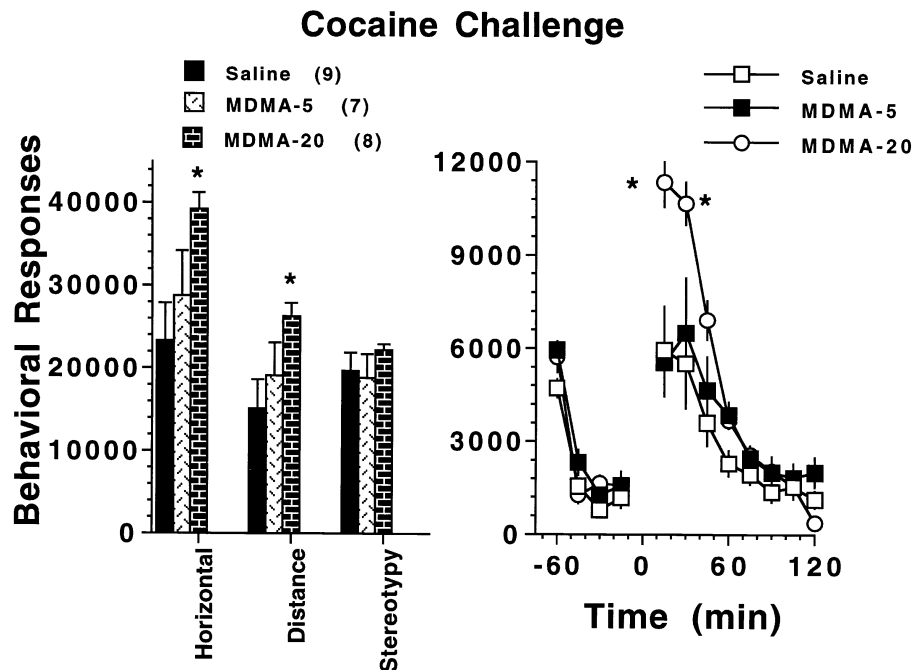 Cocaine Challenge
Saline (9)
MDMA-5 (7)
MDMA-20 (8)
Behavioral Responses
40000
30000
20000
10000
0
*
*
Horizontal
Distance
Stereotypy
Saline
MDMA-5
MDMA-20
12000
9000
6000
3000
0
*
*
-60 0 60 120
Time (min)